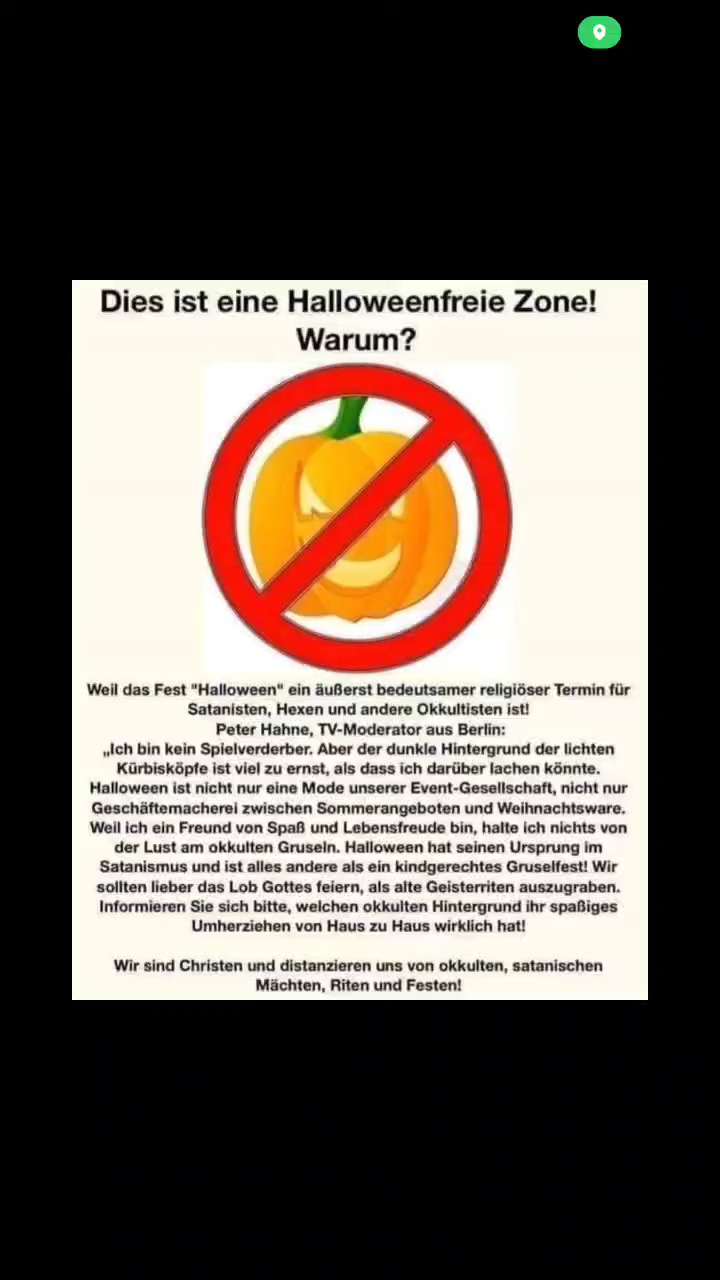 Dies ist eine Halloweenfreie Zone!
Warum?
Weil das Fest "Halloween" ein äußerst bedeutsamer religiöser Termin für
Satanisten, Hexen und andere Okkultisten ist!
Peter Hahne, TV-Moderator aus Berlin:
„Ich bin kein Spielverderber. Aber der dunkle Hintergrund der lichten
Kürbisköpfe ist viel zu ernst, als dass ich darüber lachen könnte.
Halloween ist nicht nur eine Mode unserer Event-Gesellschaft, nicht nur
Geschäftemacherei zwischen Sommerangeboten und Weihnachtsware.
Weil ich ein Freund von Spaß und Lebensfreude bin, halte ich nichts von
der Lust am okkulten Gruseln. Halloween hat seinen Ursprung im
Satanismus und ist alles andere als ein kindgerechtes Gruselfest! Wir
sollten lieber das Lob Gottes feiern, als alte Geisterriten auszugraben.
Informieren Sie sich bitte, welchen okkulten Hintergrund ihr spaßiges
Umherziehen von Haus zu Haus wirklich hat!
Wir sind Christen und distanzieren uns von okkulten, satanischen
Mächten, Riten und Festen!